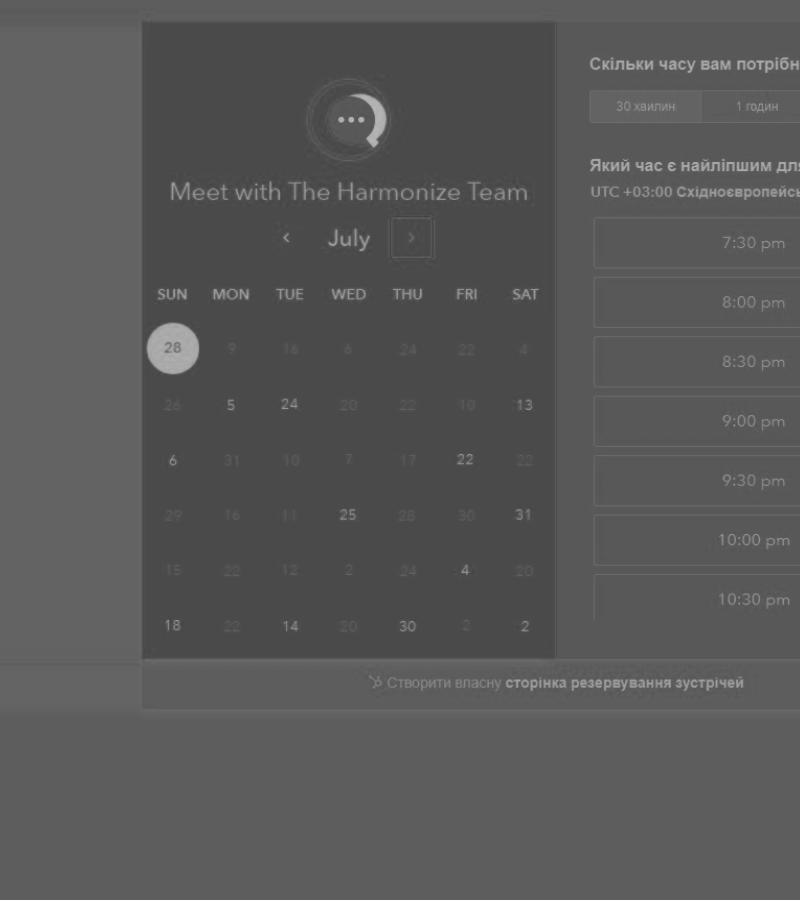 Meet with The Harmonize Team
July
SUN MON TUE WED THU FRI SAT
28 9 16 6 24 22 4
26 5 24 20 22 10 13
6 31 10 7 17 22 22
29 16 11 25 28 30 31
15 22 12 2 24 4 20
18 22 14 20 30 2 2
Скільки часу вам потрібн
30 хвилин 1 годин
Який час є найліпшим для
UTC +03:00 Східноєвропейсь
7:30 pm
8:00 pm
8:30 pm
9:00 pm
9:30 pm
10:00 pm
10:30 pm
Створити власну сторінка резервування зустрічей